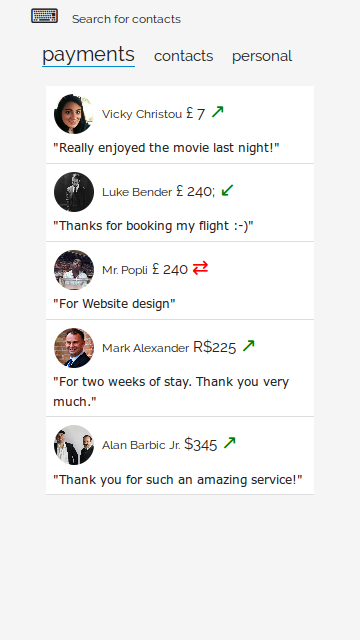 Search for contacts
payments contacts personal
Vicky Christou £ 7 ↗
"Really enjoyed the movie last night!"
Luke Bender £ 240; ↙
"Thanks for booking my flight :-)"
Mr. Popli £ 240 ⇄
"For Website design"
Mark Alexander R$225 ↗
"For two weeks of stay. Thank you very
much."
Alan Barbic Jr. $345 ↗
"Thank you for such an amazing service!"